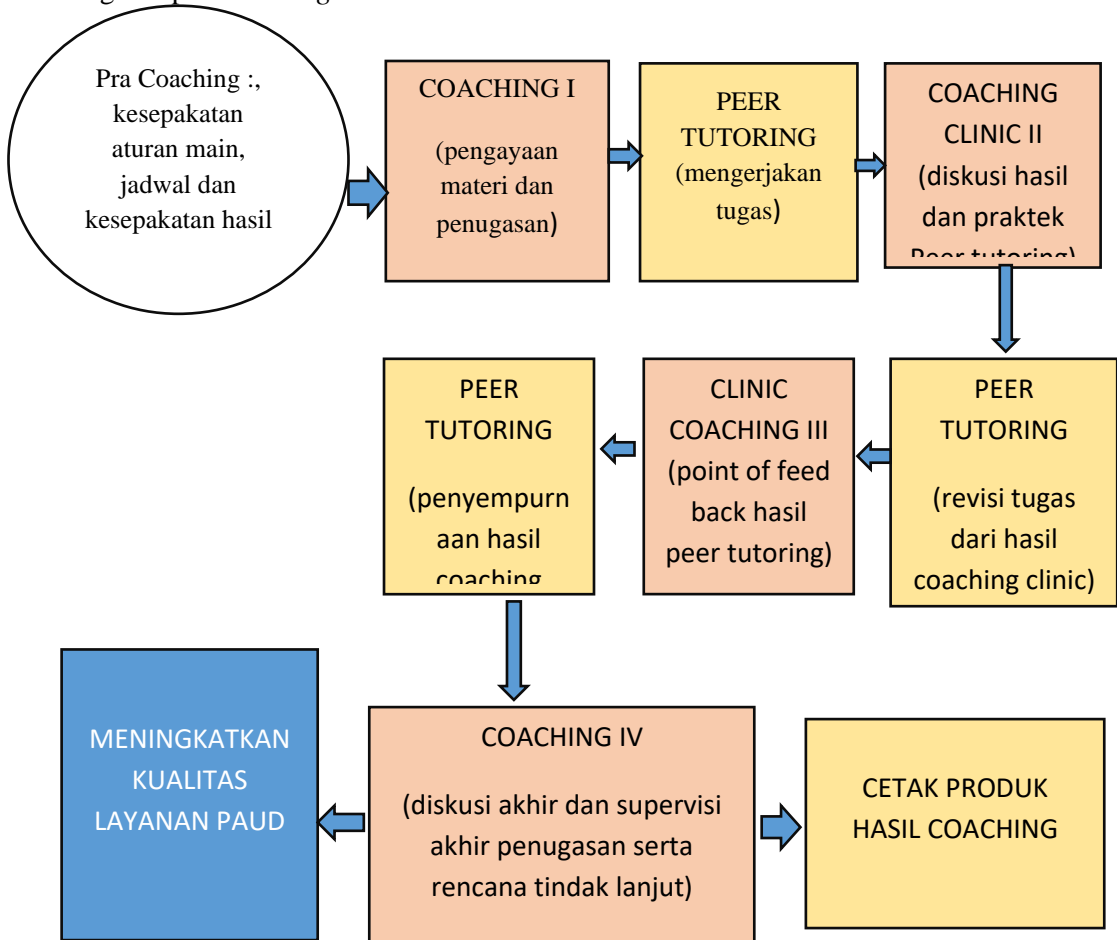 Pra Coaching :,
kesepakatan
aturan main,
jadwal dan
kesepakatan hasil
COACHING I
(pengayaan
materi dan
penugasan)
PEER
TUTORING
(mengerjakan
tugas)
COACHING
CLINIC II
(diskusi hasil
dan praktek
Peer tutoring)
PEER
TUTORING
(revisi tugas
dari hasil
coaching clinic)
CLINIC
COACHING III
(point of feed
back hasil
peer tutoring)
PEER
TUTORING
(penyempurn
aan hasil
coaching
COACHING IV
(diskusi akhir dan supervisi
akhir penugasan serta
rencana tindak lanjut)
MENINGKATKAN
KUALITAS
LAYANAN PAUD
CETAK PRODUK
HASIL COACHING